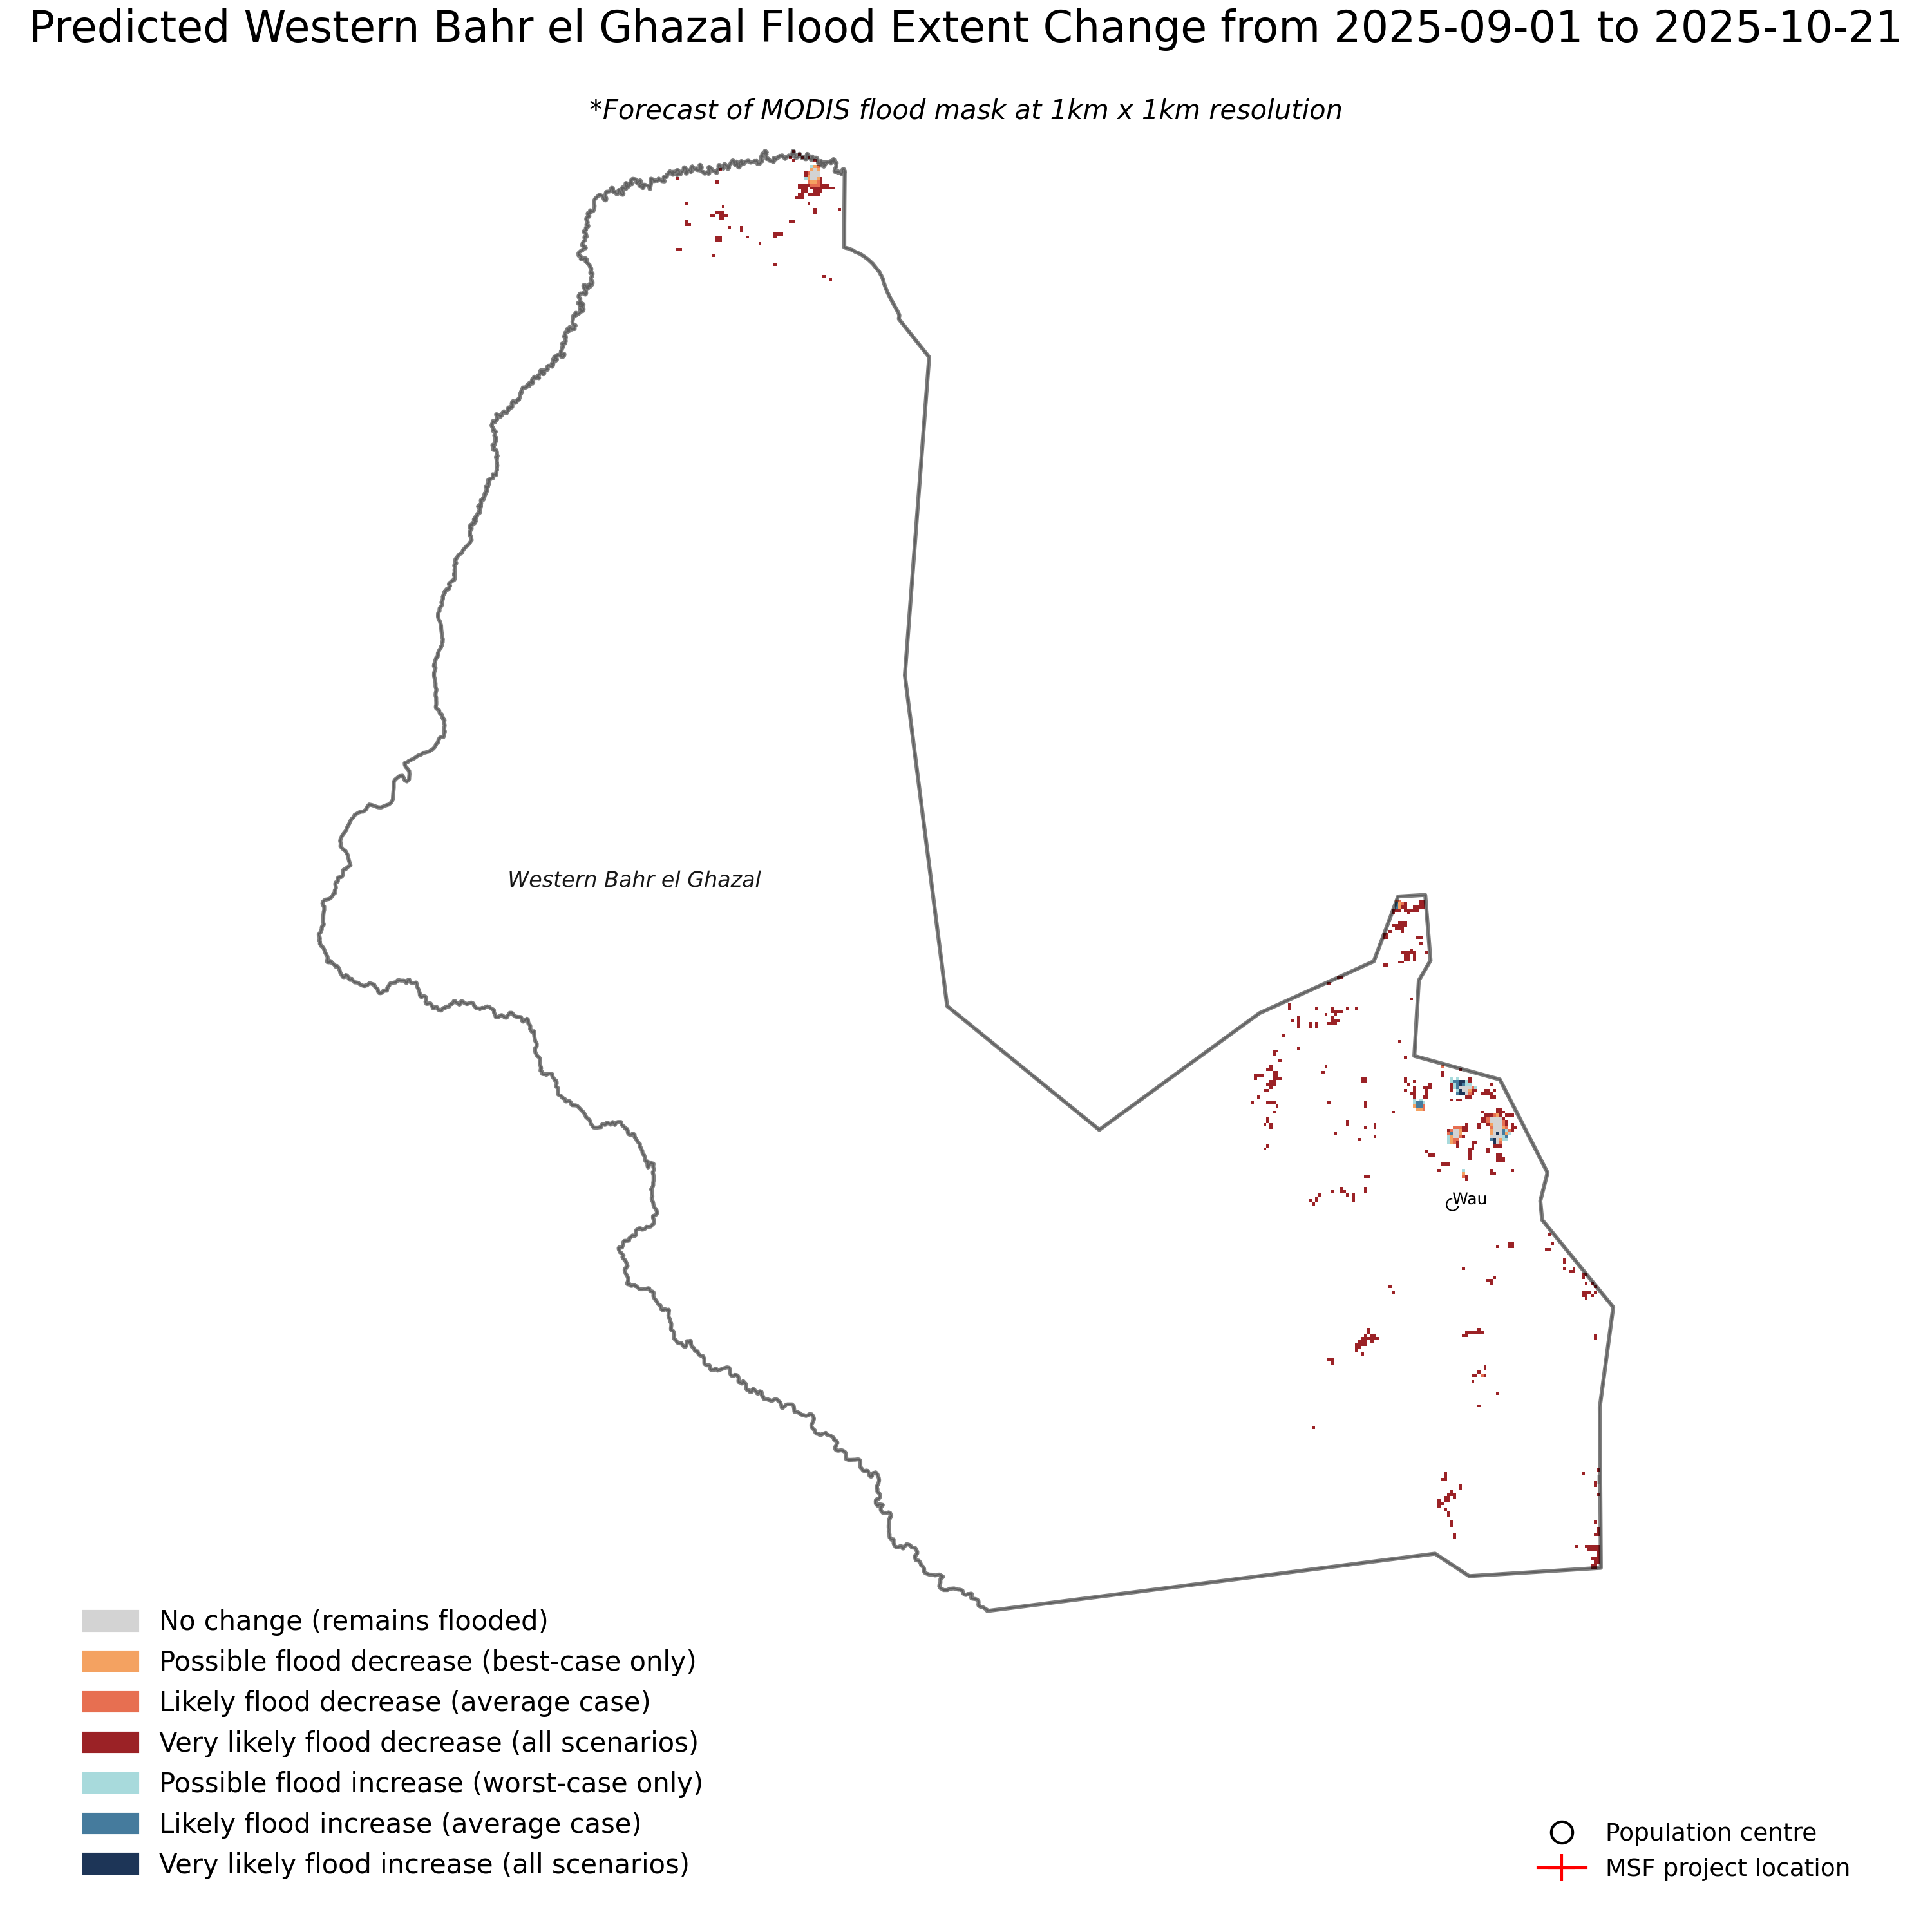 Predicted Western Bahr el Ghazal Flood Extent Change from 2025-09-01 to 2025-10-21
*Forecast of MODIS flood mask at 1km x 1km resolution
Western Bahr el Ghazal
Wau
No change (remains flooded)
Possible flood decrease (best-case only)
Likely flood decrease (average case)
Very likely flood decrease (all scenarios)
Possible flood increase (worst-case only)
Likely flood increase (average case)
Very likely flood increase (all scenarios)
Population centre
MSF project location